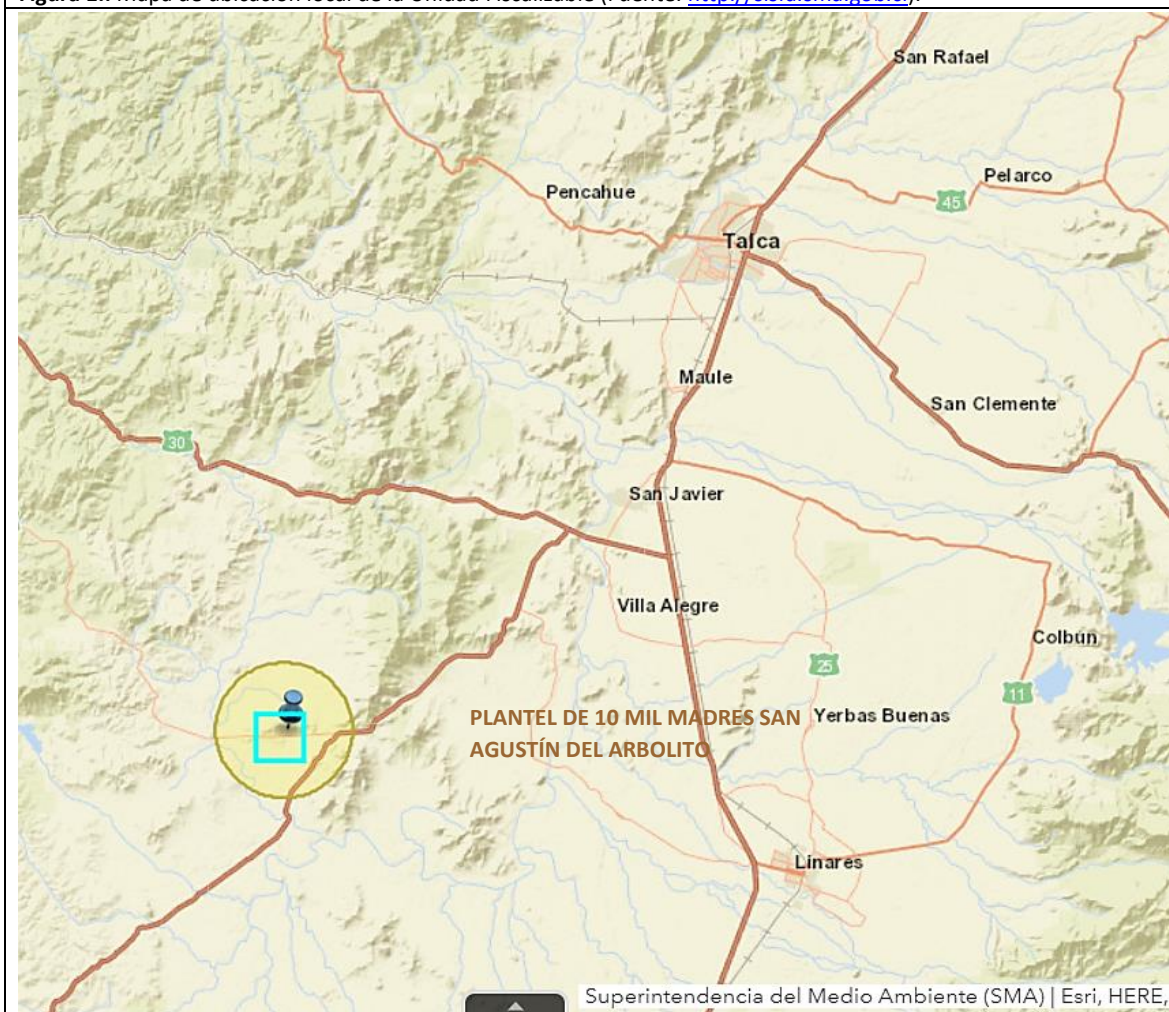 San Rafael
Pelarco
Pencahue
45
Talca
Maule
San Clemente
30
San Javier
Villa Alegre
Colbún
25
11
PLANTEL DE 10 MIL MADRES SAN
AGUSTÍN DEL ARBOLITO
Yerbas Buenas
Linares
Superintendencia del Medio Ambiente (SMA) | Esri, HERE,